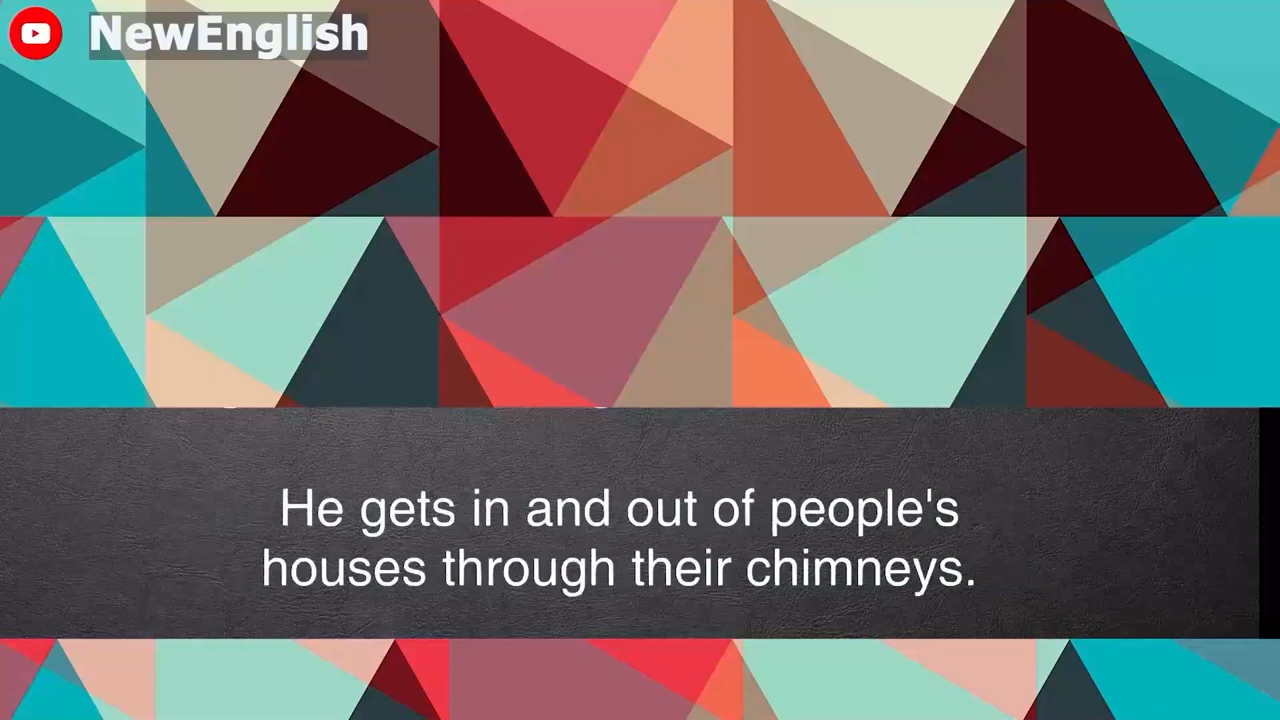 NewEnglish
He gets in and out of people's
houses through their chimneys.